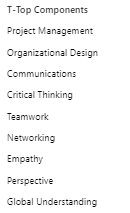 T-Top Components
Project Management
Organizational Design
Communications
Critical Thinking
Teamwork
Networking
Empathy
Perspective
Global Understanding